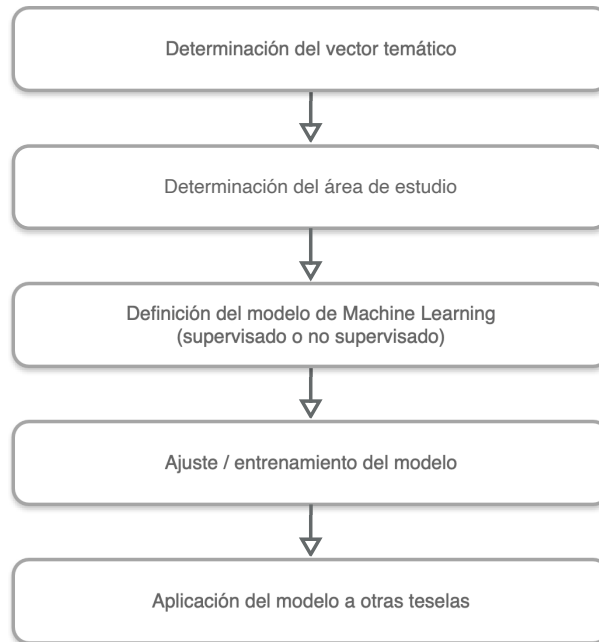 Determinación del vector temático
Determinación del área de estudio
Definición del modelo de Machine Learning
(supervisado o no supervisado)
Ajuste / entrenamiento del modelo
Aplicación del modelo a otras teselas